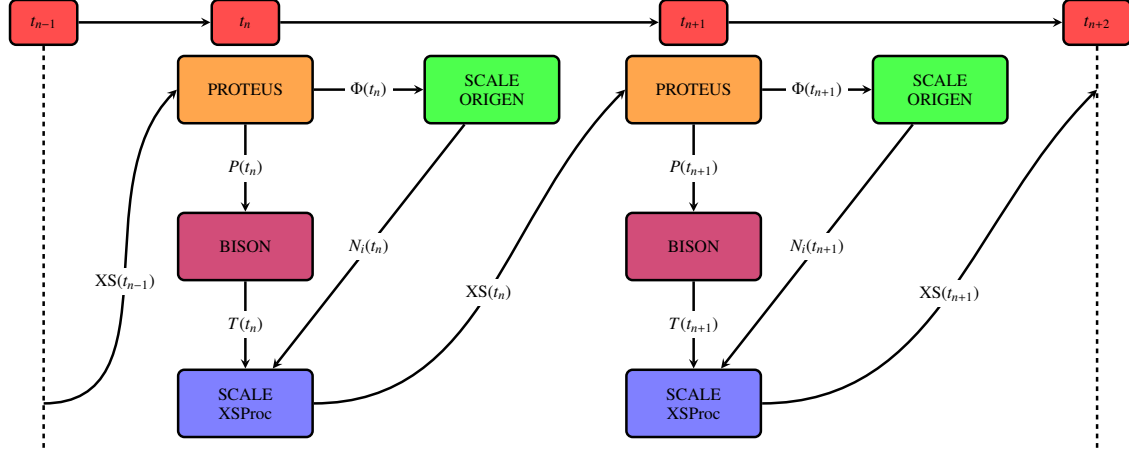 t_{n−1}
t_n
t_{n+1}
t_{n+2}
PROTEUS
Φ(t_n)
SCALE
ORIGEN
PROTEUS
Φ(t_{n+1})
SCALE
ORIGEN
P(t_n)
P(t_{n+1})
BISON
N_i(t_n)
BISON
N_i(t_{n+1})
XS(t_{n−1})
XS(t_n)
XS(t_{n+1})
T(t_n)
T(t_{n+1})
SCALE
XSProc
SCALE
XSProc